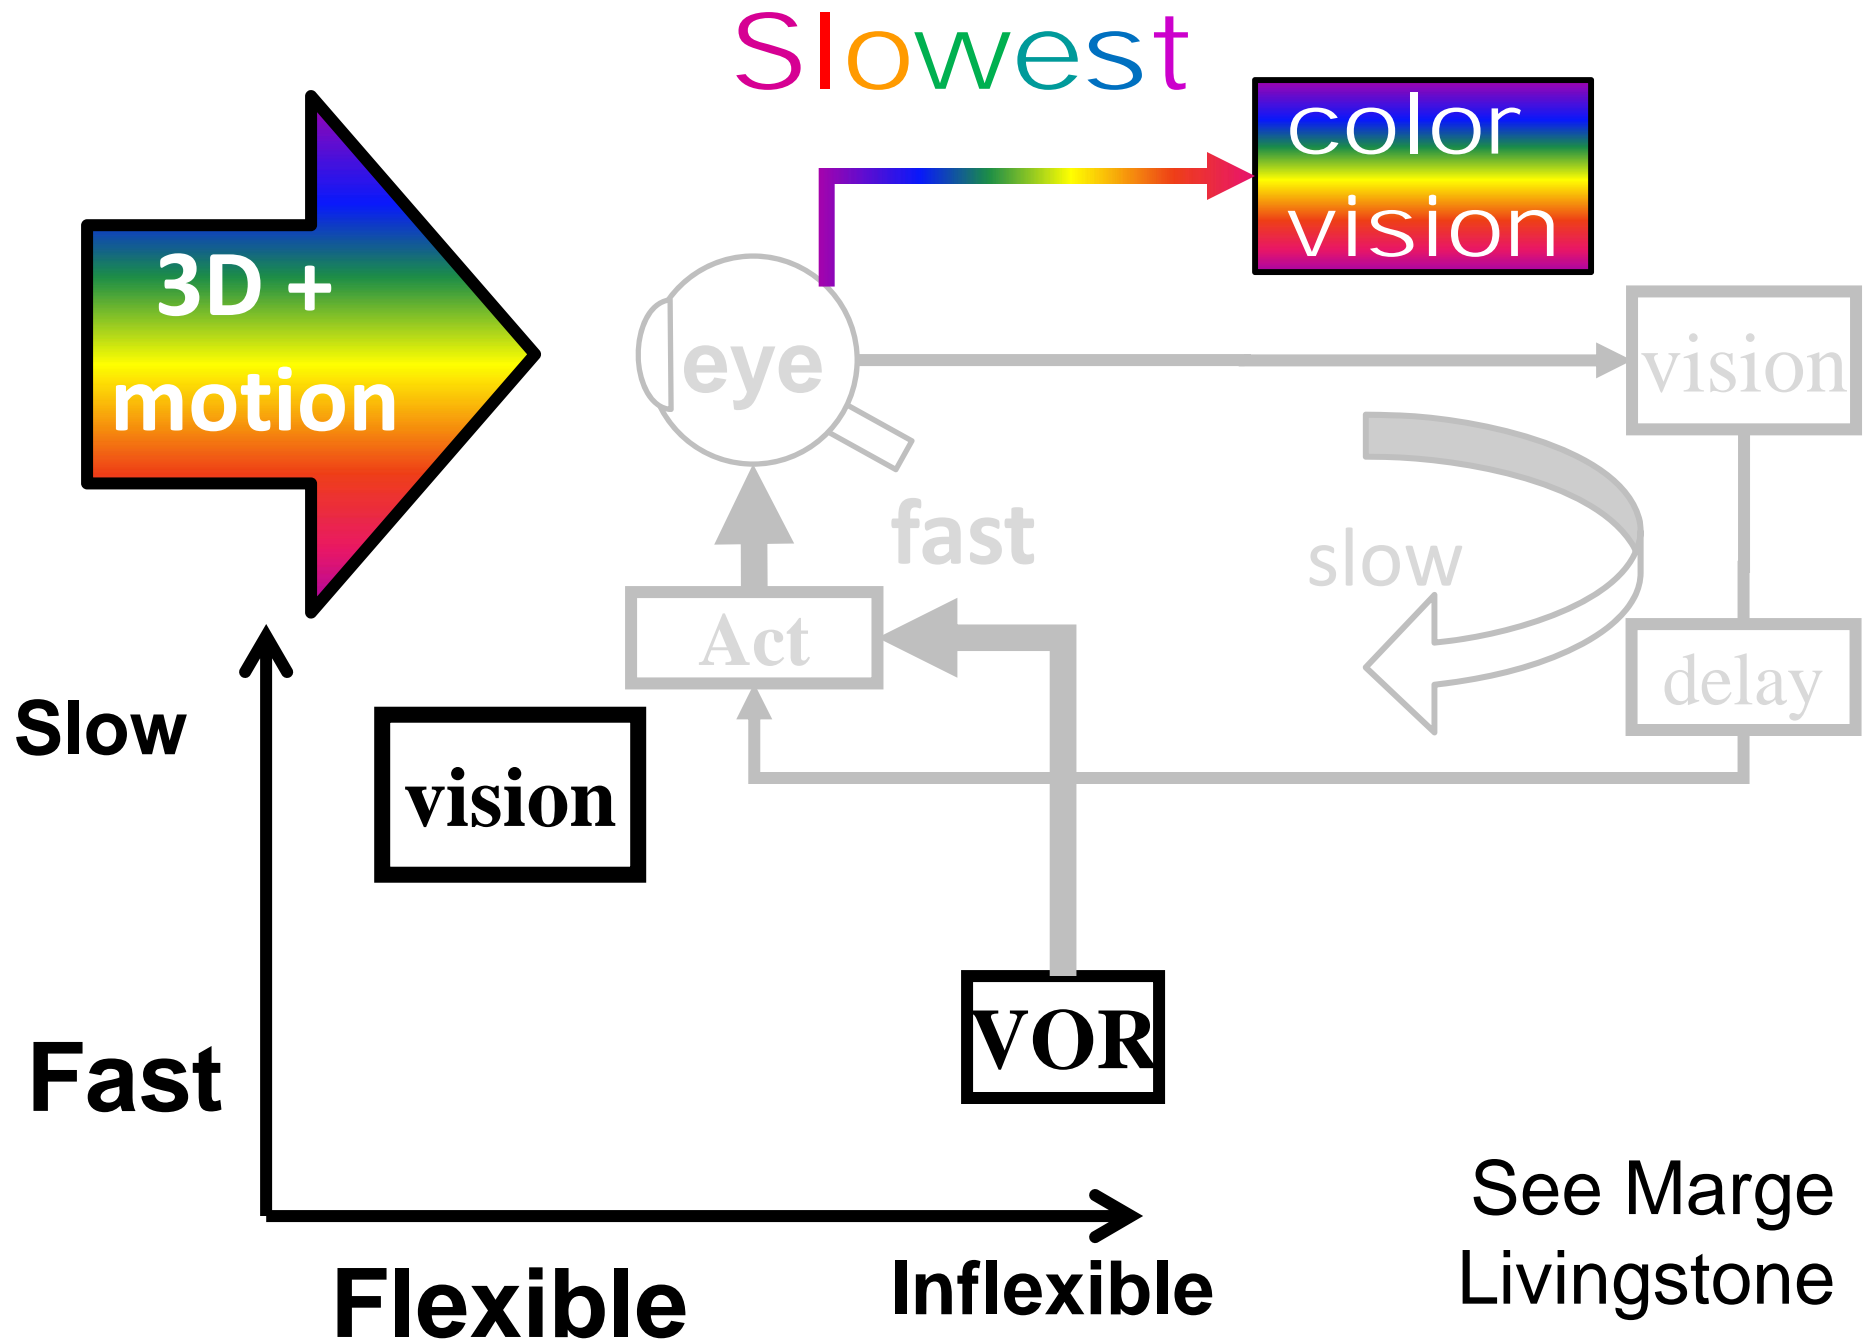 Slowest
color
vision
3D +
motion
eye
vision
fast
slow
Act
delay
Slow
vision
VOR
Fast
See Marge
Livingstone
Inflexible
Flexible